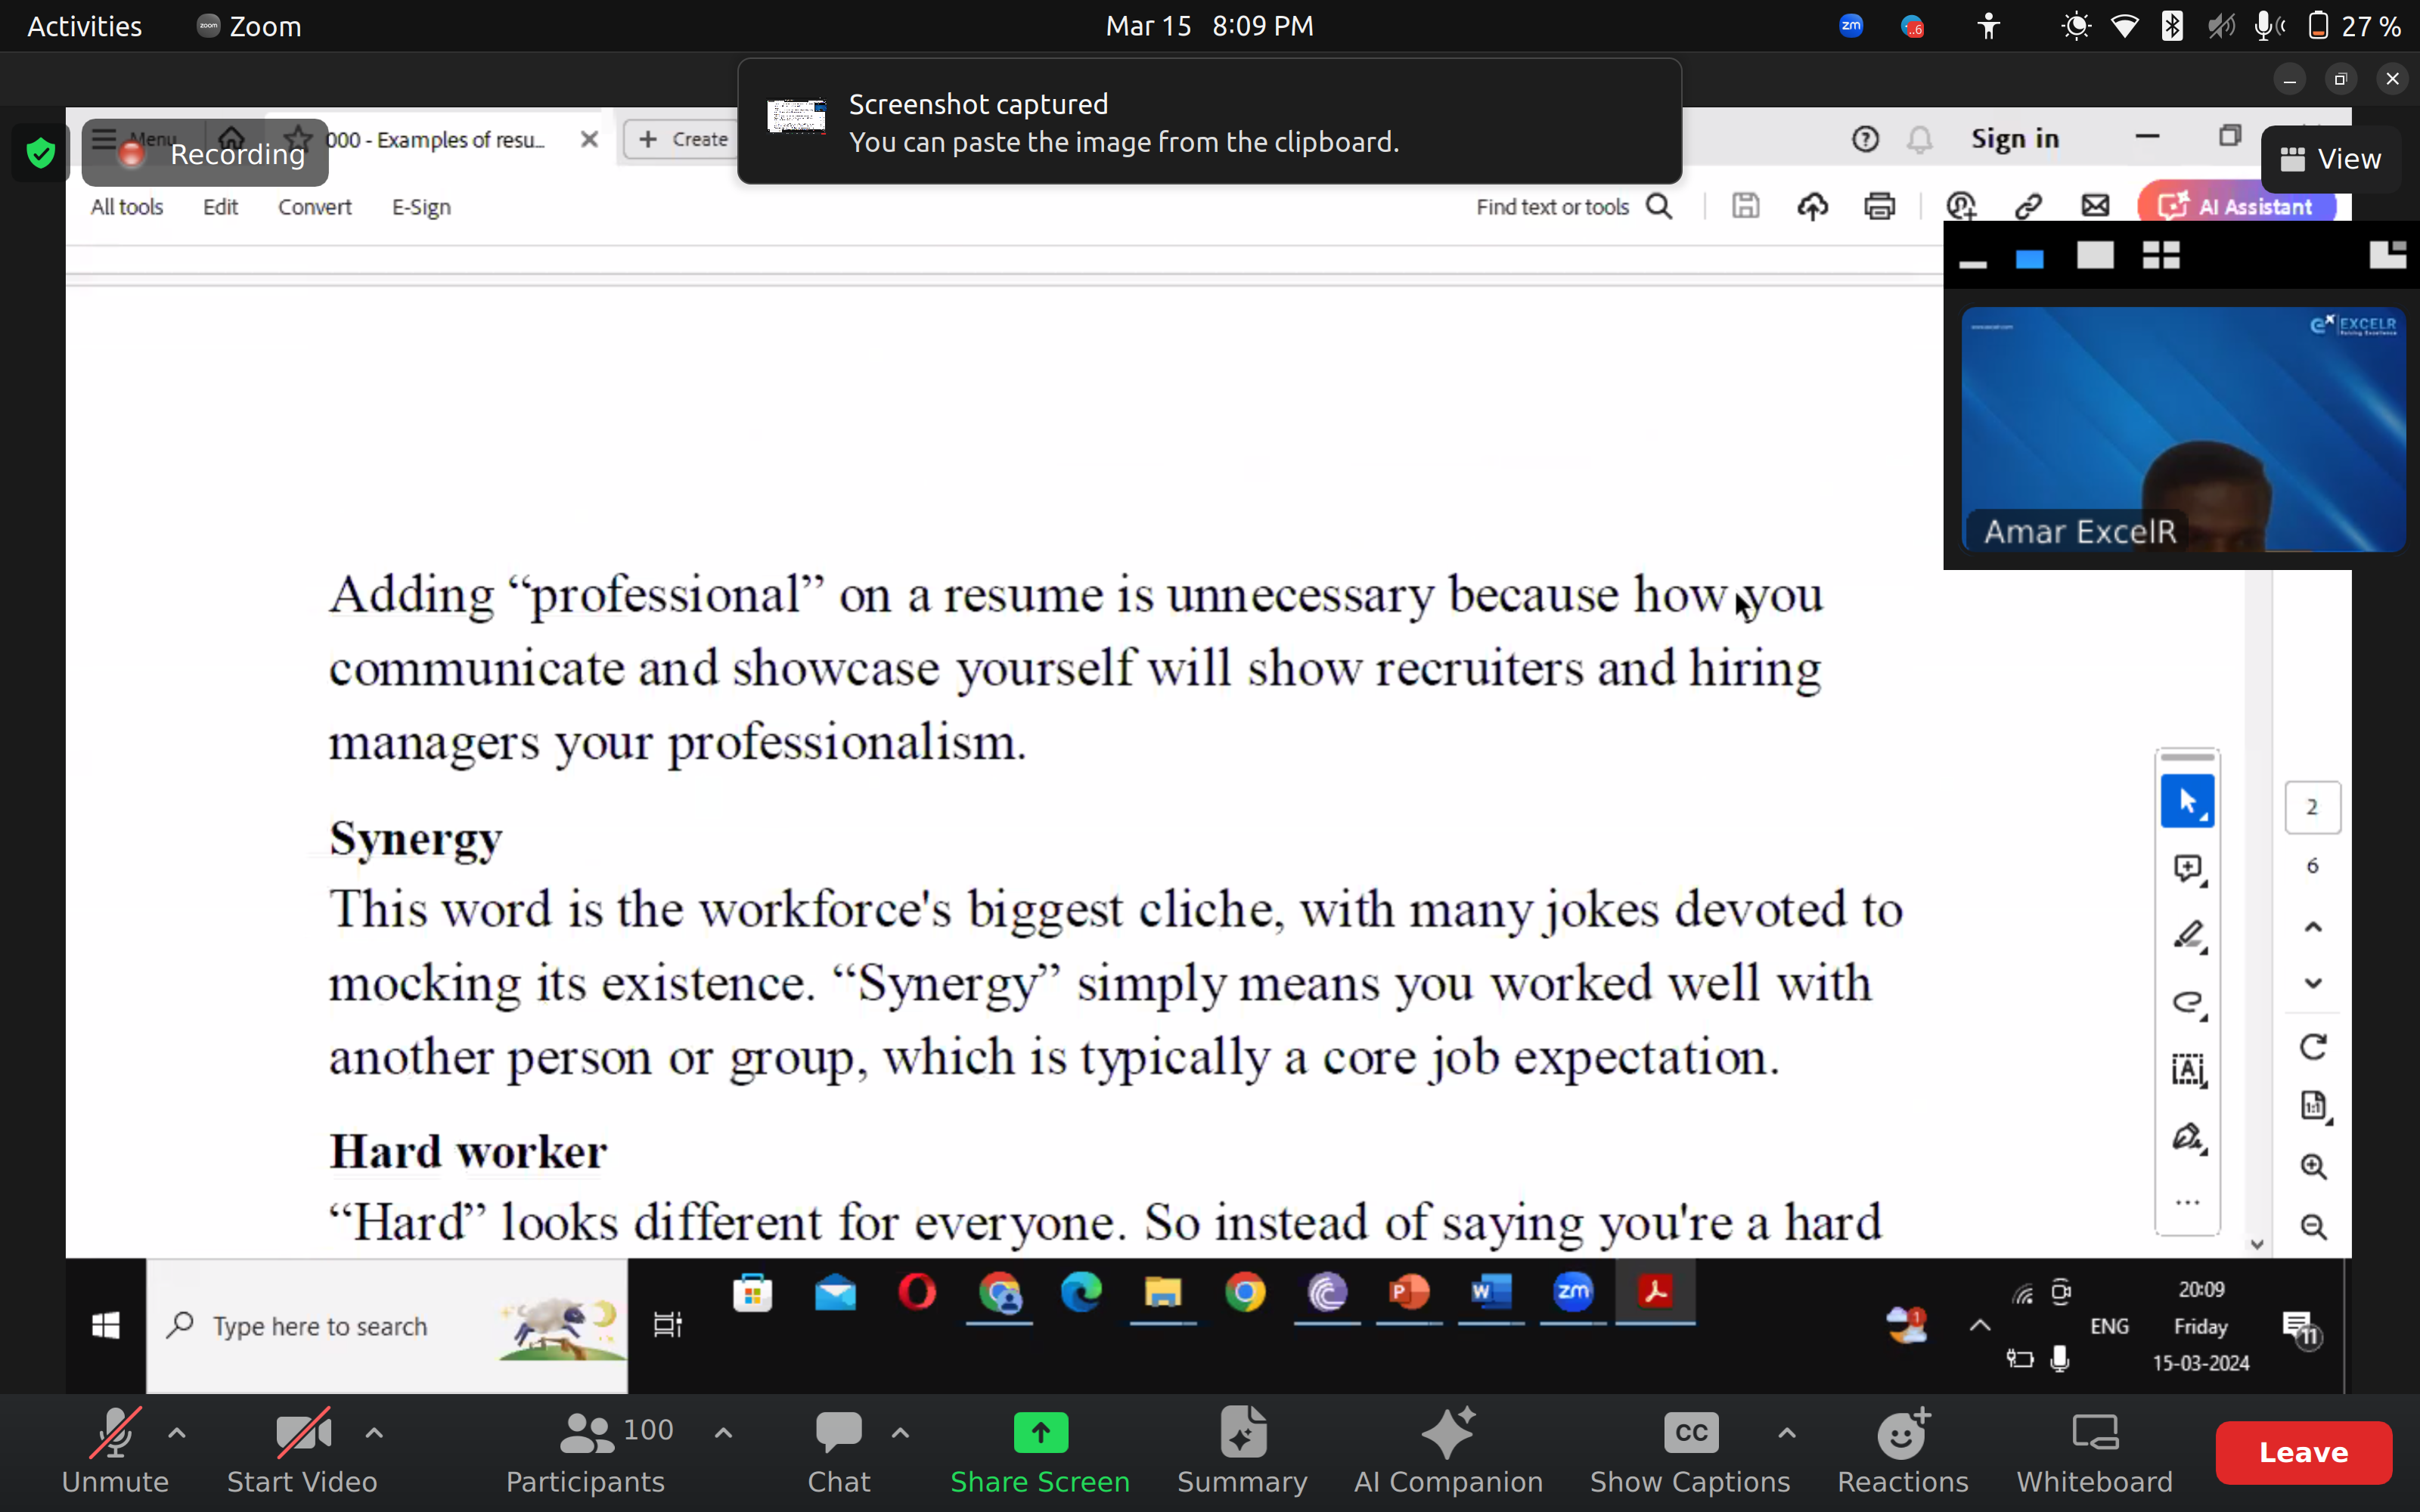 Activities Zoom Mar 15 8:09 PM zm 27 %
Screenshot captured
You can paste the image from the clipboard.
Menu 000 - Examples of resu... Create Sign in
Recording View
All tools Edit Convert E-Sign Find text or tools AI Assistant
EXCELR
Amar ExcelR
Adding “professional” on a resume is unnecessary because how you
communicate and showcase yourself will show recruiters and hiring
managers your professionalism.
2
Synergy
6
This word is the workforce's biggest cliche, with many jokes devoted to
mocking its existence. “Synergy” simply means you worked well with
another person or group, which is typically a core job expectation.
Hard worker
“Hard” looks different for everyone. So instead of saying you're a hard
Type here to search zm 1 ENG 20:09
Friday
15-03-2024
11
100 CC
Unmute Start Video Participants Chat Share Screen Summary AI Companion Show Captions Reactions Whiteboard Leave